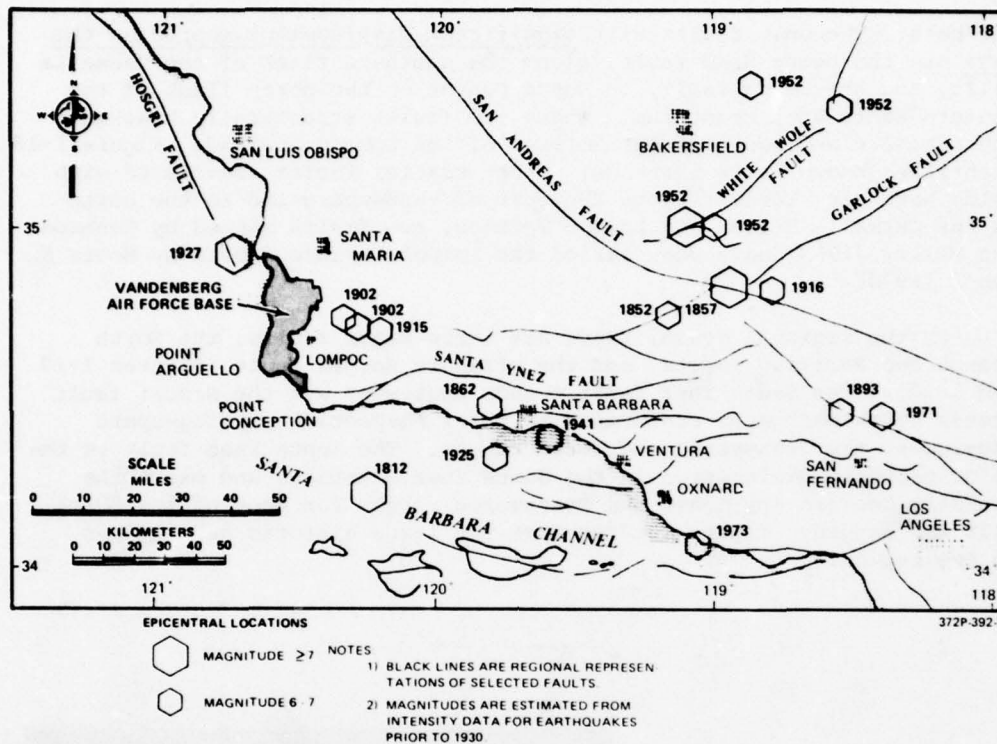 121°
120°
119°
118
HOSGRI FAULT
SAN LUIS OBISPO
SAN ANDREAS FAULT
BAKERSFIELD
1952
1952
WHITE WOLF FAULT
GARLOCK FAULT
1952
1952
35°
35
N
W
E
S
1927
SANTA
MARIA
VANDENBERG
AIR FORCE BASE
1902
1902
1915
1852
1857
1916
POINT
ARGUELLO
LOMPOC
SANTA YNEZ FAULT
1862
SANTA BARBARA
1893
1971
POINT
CONCEPTION
1941
1925
VENTURA
SAN
FERNANDO
SCALE
MILES
0 10 20 30 40 50
KILOMETERS
0 10 20 30 40 50
SANTA BARBARA CHANNEL
1812
OXNARD
LOS
ANGELES
1973
34
34
121°
120°
119°
118
372P-392-
EPICENTRAL LOCATIONS
MAGNITUDE ≥7
MAGNITUDE 6-7
NOTES
1) BLACK LINES ARE REGIONAL REPRESEN-
TATIONS OF SELECTED FAULTS.
2) MAGNITUDES ARE ESTIMATED FROM
INTENSITY DATA FOR EARTHQUAKES
PRIOR TO 1930